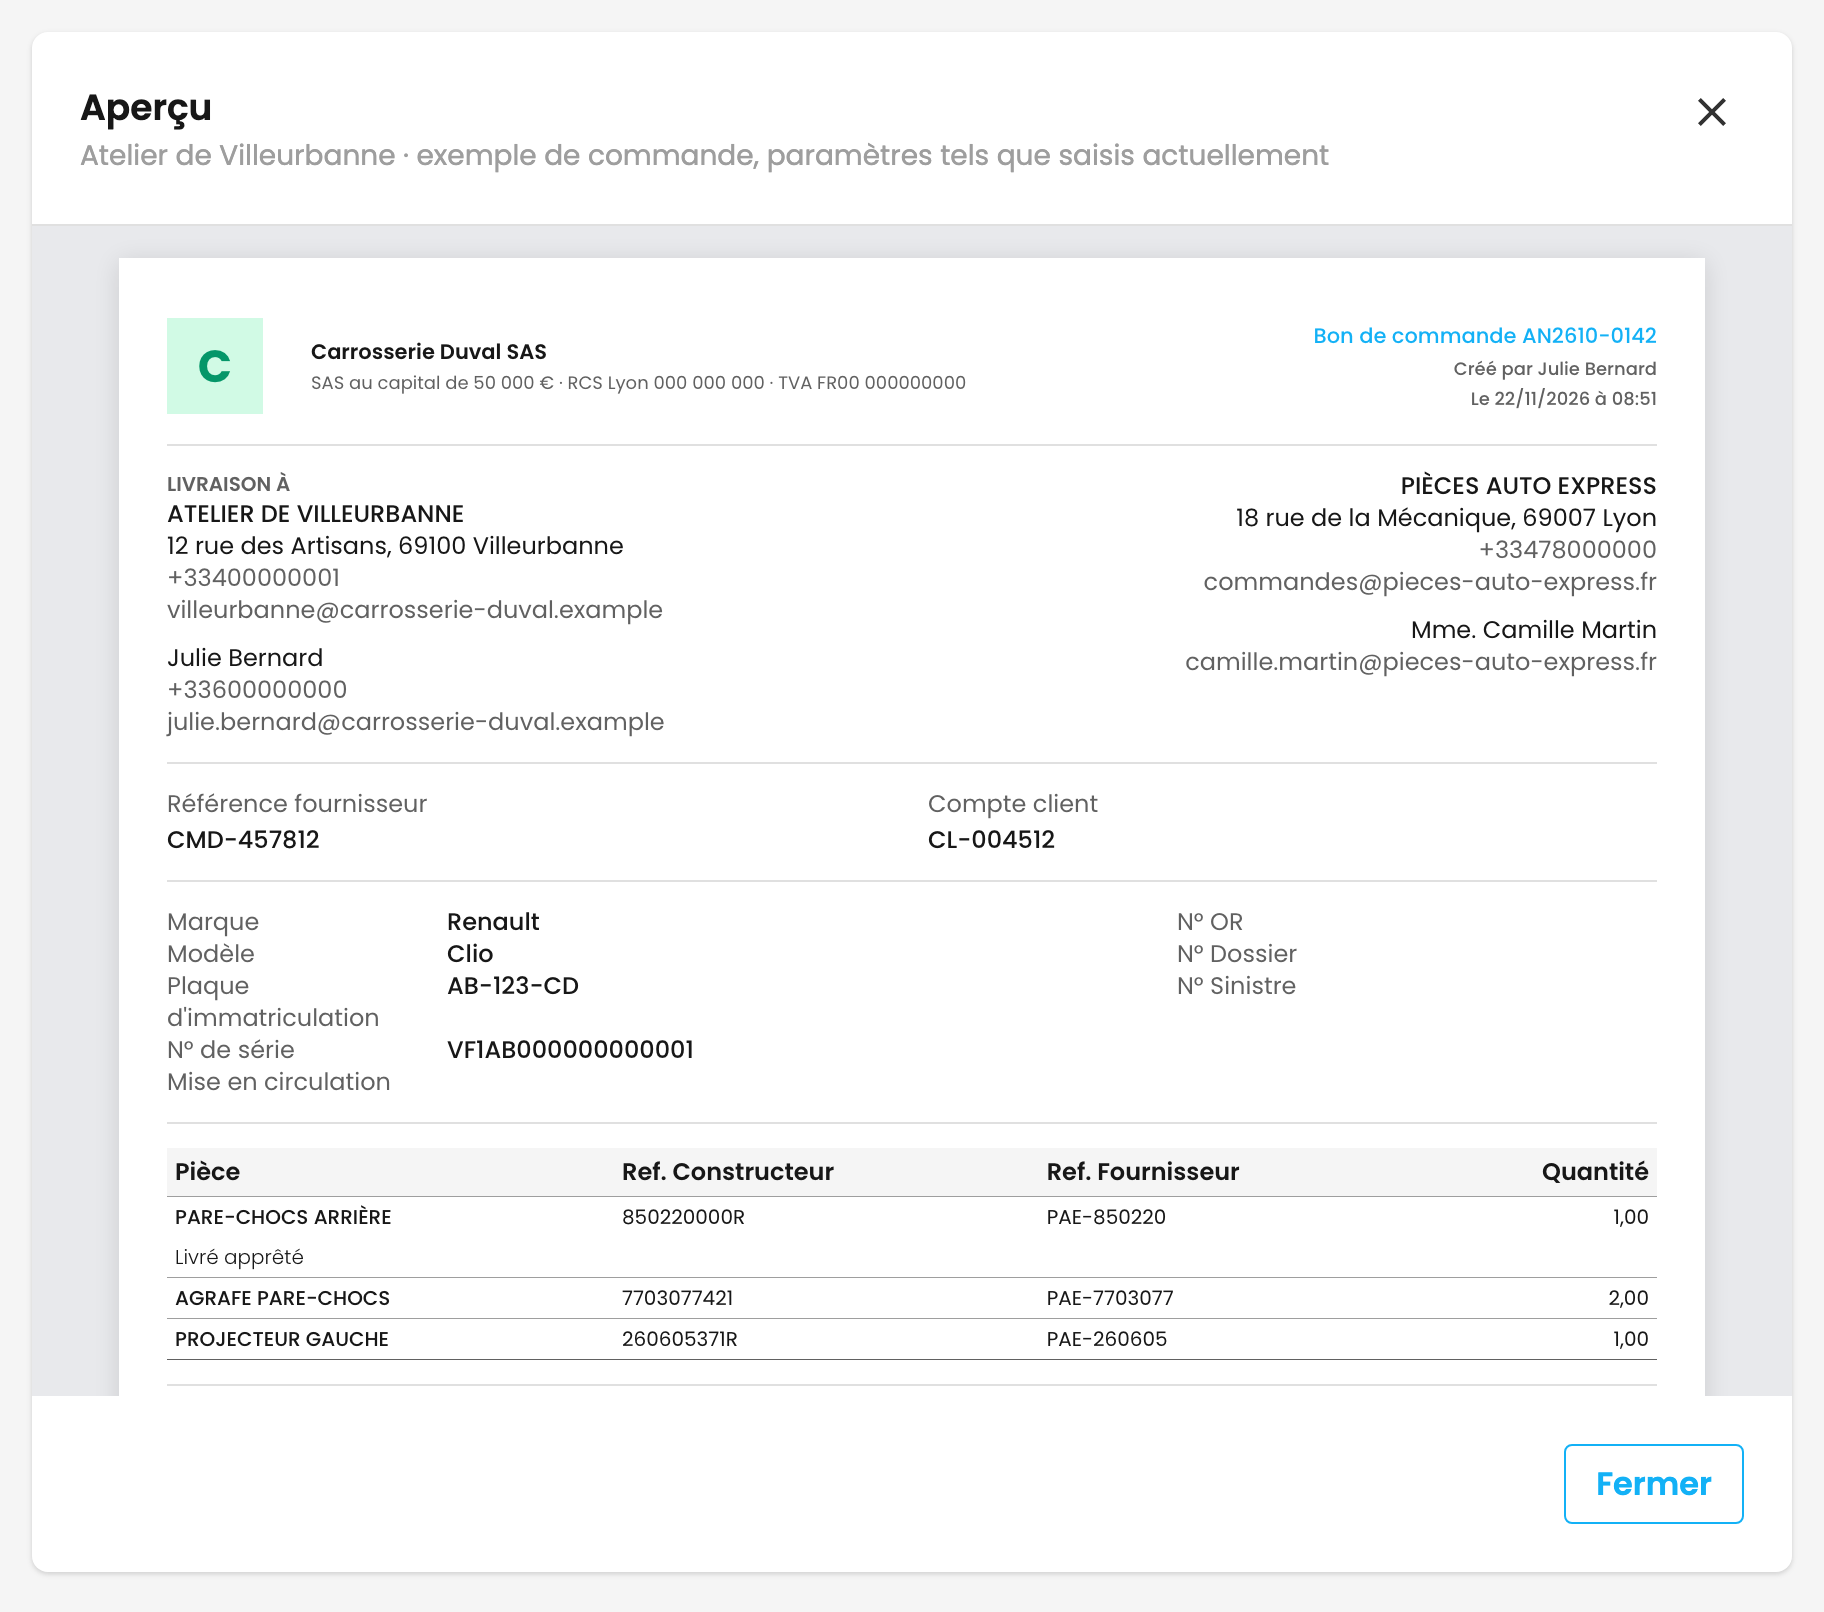 Aperçu
Atelier de Villeurbanne · exemple de commande, paramètres tels que saisis actuellement
C
Carrosserie Duval SAS
SAS au capital de 50 000 € · RCS Lyon 000 000 000 · TVA FR00 000000000
Bon de commande AN2610-0142
Créé par Julie Bernard
Le 22/11/2026 à 08:51
LIVRAISON À
ATELIER DE VILLEURBANNE
12 rue des Artisans, 69100 Villeurbanne
+33400000001
villeurbanne@carrosserie-duval.example
Julie Bernard
+33600000000
julie.bernard@carrosserie-duval.example
PIÈCES AUTO EXPRESS
18 rue de la Mécanique, 69007 Lyon
+33478000000
commandes@pieces-auto-express.fr
Mme. Camille Martin
camille.martin@pieces-auto-express.fr
Référence fournisseur
CMD-457812
Compte client
CL-004512
Marque Renault
Modèle Clio
Plaque AB-123-CD
d'immatriculation
N° de série VF1AB000000000001
Mise en circulation
N° OR
N° Dossier
N° Sinistre
Pièce Ref. Constructeur Ref. Fournisseur Quantité
PARE-CHOCS ARRIÈRE 850220000R PAE-850220 1,00
Livré apprêté
AGRAFE PARE-CHOCS 7703077421 PAE-7703077 2,00
PROJECTEUR GAUCHE 260605371R PAE-260605 1,00
Fermer